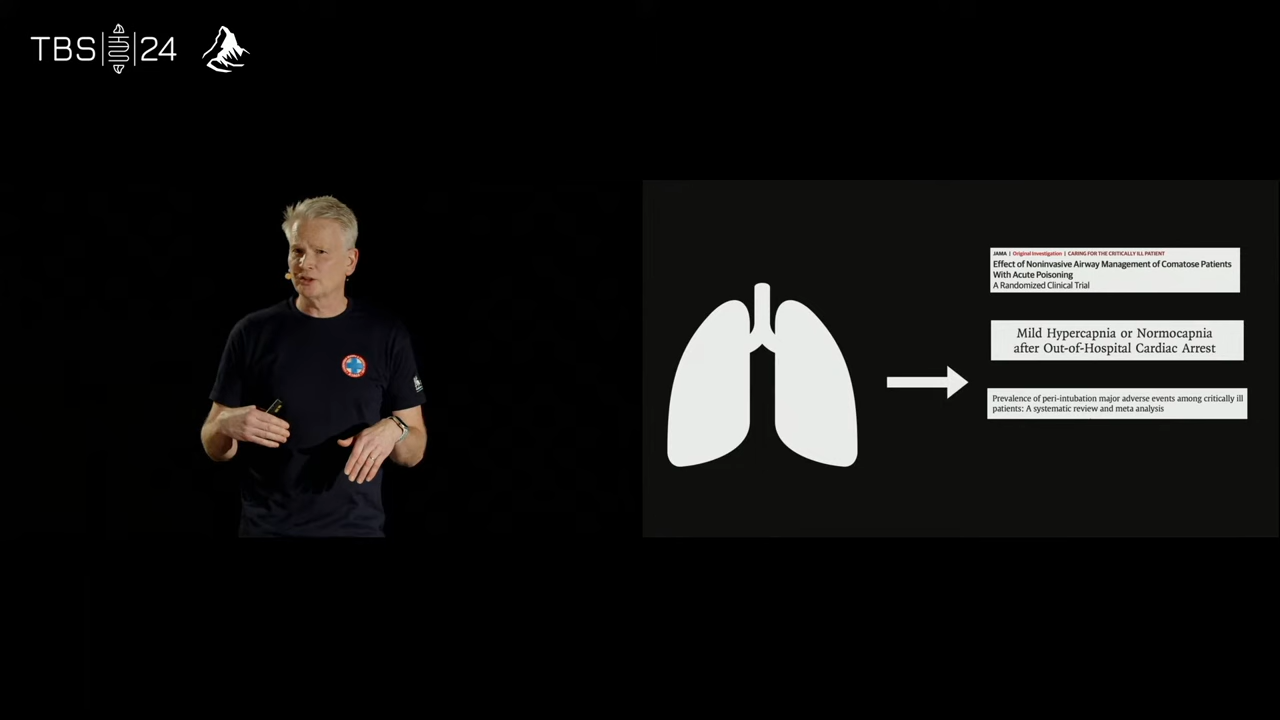 TBS 24
JAMA | Original Investigation | CARING FOR THE CRITICALLY ILL PATIENT
Effect of Noninvasive Airway Management of Comatose Patients
With Acute Poisoning
A Randomized Clinical Trial
Mild Hypercapnia or Normocapnia
after Out-of-Hospital Cardiac Arrest
Prevalence of peri-intubation major adverse events among critically ill
patients: A systematic review and meta analysis